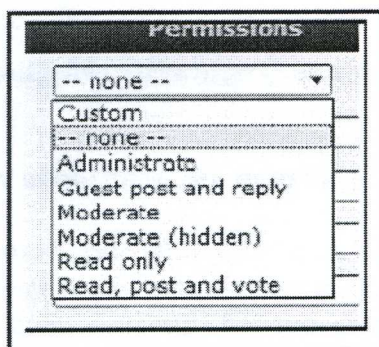 Permissions
-- none --
Custom
-- none --
Administrate
Guest post and reply
Moderate
Moderate (hidden)
Read only
Read, post and vote